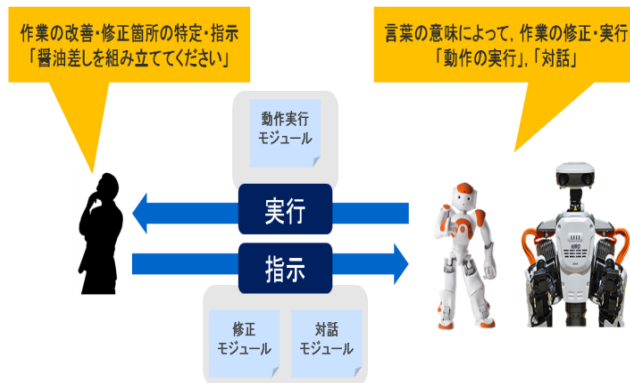 作業の改善・修正箇所の特定・指示
「醤油差しを組み立ててください」
言葉の意味によって, 作業の修正・実行
「動作の実行」, 「対話」
動作実行
モジュール
実行
指示
修正
モジュール
対話
モジュール